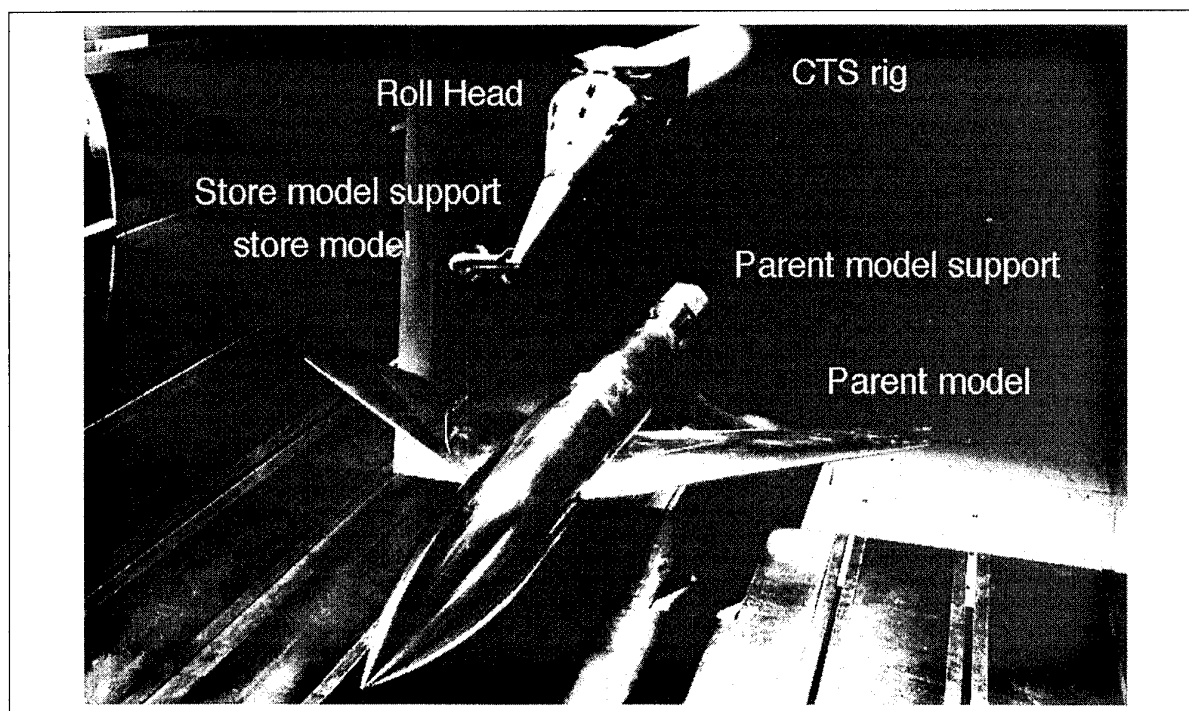 CTS rig
Roll Head
Store model support
store model
Parent model support
Parent model